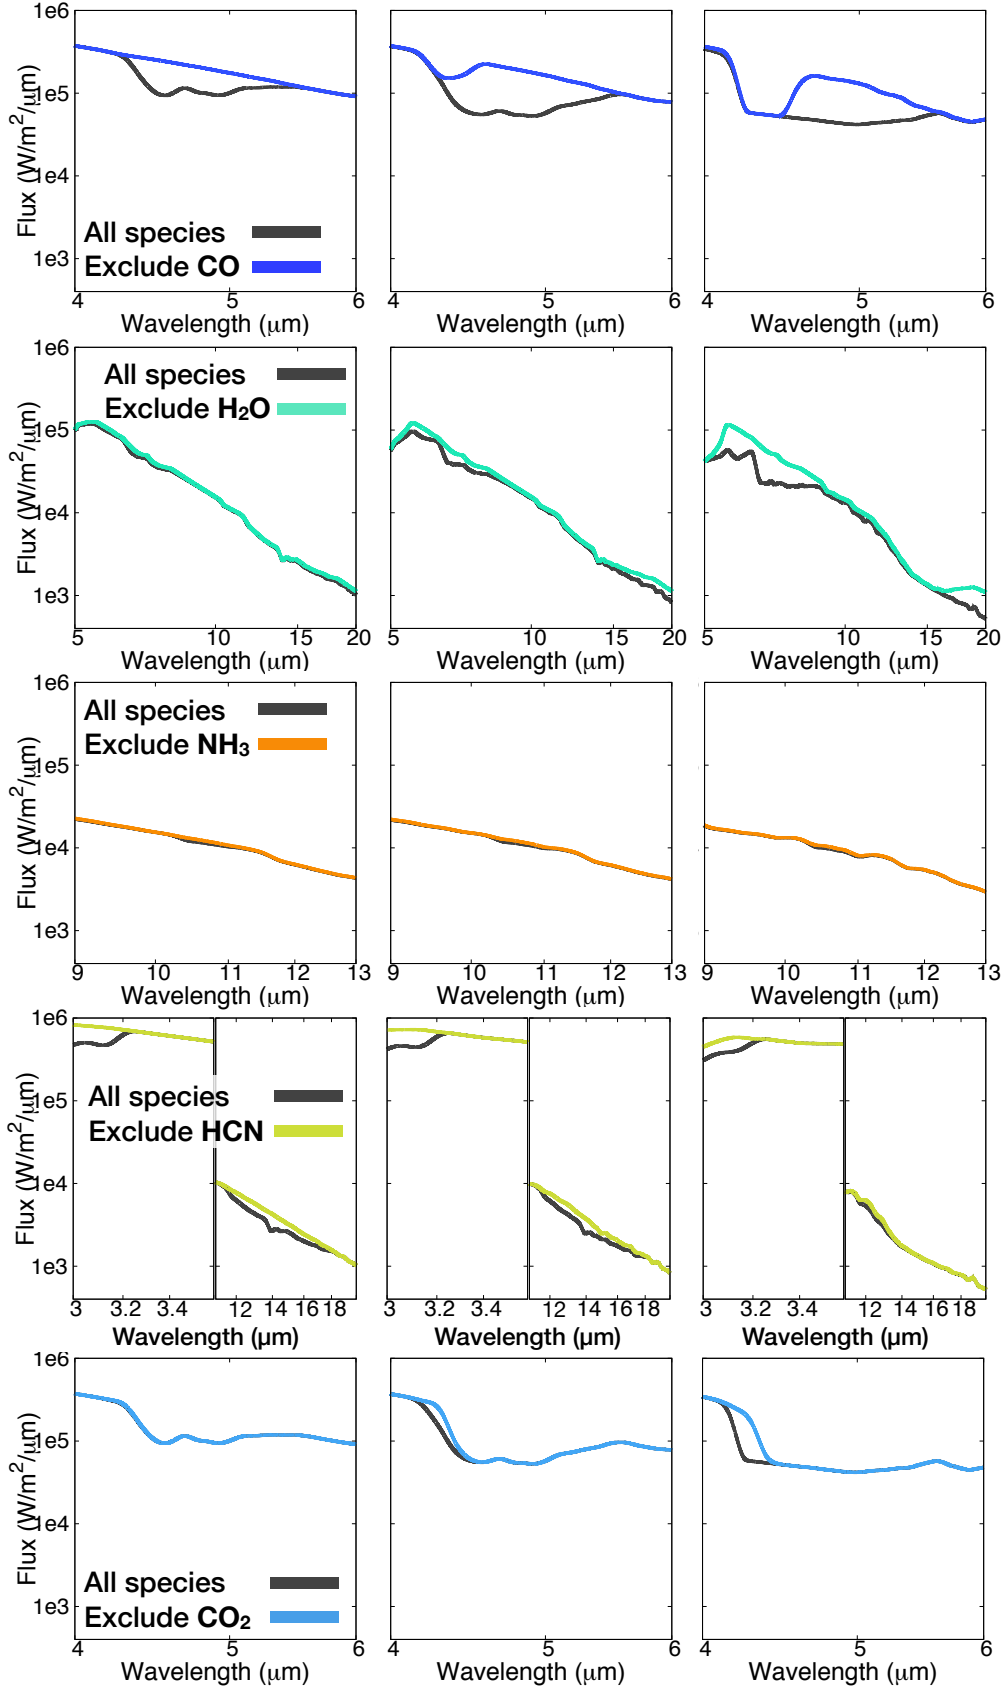 1e6
1e5
1e4
1e3
Flux (W/m²/μm)
All species
Exclude CO
4 5 6 4 5 6 4 5 6
Wavelength (μm) Wavelength (μm) Wavelength (μm)
1e6
1e5
1e4
1e3
Flux (W/m²/μm)
All species
Exclude H₂O
5 10 15 20 5 10 15 20 5 10 15 20
Wavelength (μm) Wavelength (μm) Wavelength (μm)
1e6
1e5
1e4
1e3
Flux (W/m²/μm)
All species
Exclude NH₃
9 10 11 12 13 9 10 11 12 13 9 10 11 12 13
Wavelength (μm) Wavelength (μm) Wavelength (μm)
1e6
1e5
1e4
1e3
Flux (W/m²/μm)
All species
Exclude HCN
3 3.2 3.4 12 14 16 18 3 3.2 3.4 12 14 16 18 3 3.2 3.4 12 14 16 18
Wavelength (μm) Wavelength (μm) Wavelength (μm)
1e6
1e5
1e4
1e3
Flux (W/m²/μm)
All species
Exclude CO₂
4 5 6 4 5 6 4 5 6
Wavelength (μm) Wavelength (μm) Wavelength (μm)